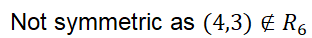 Not symmetric as (4,3) ∉ R₆